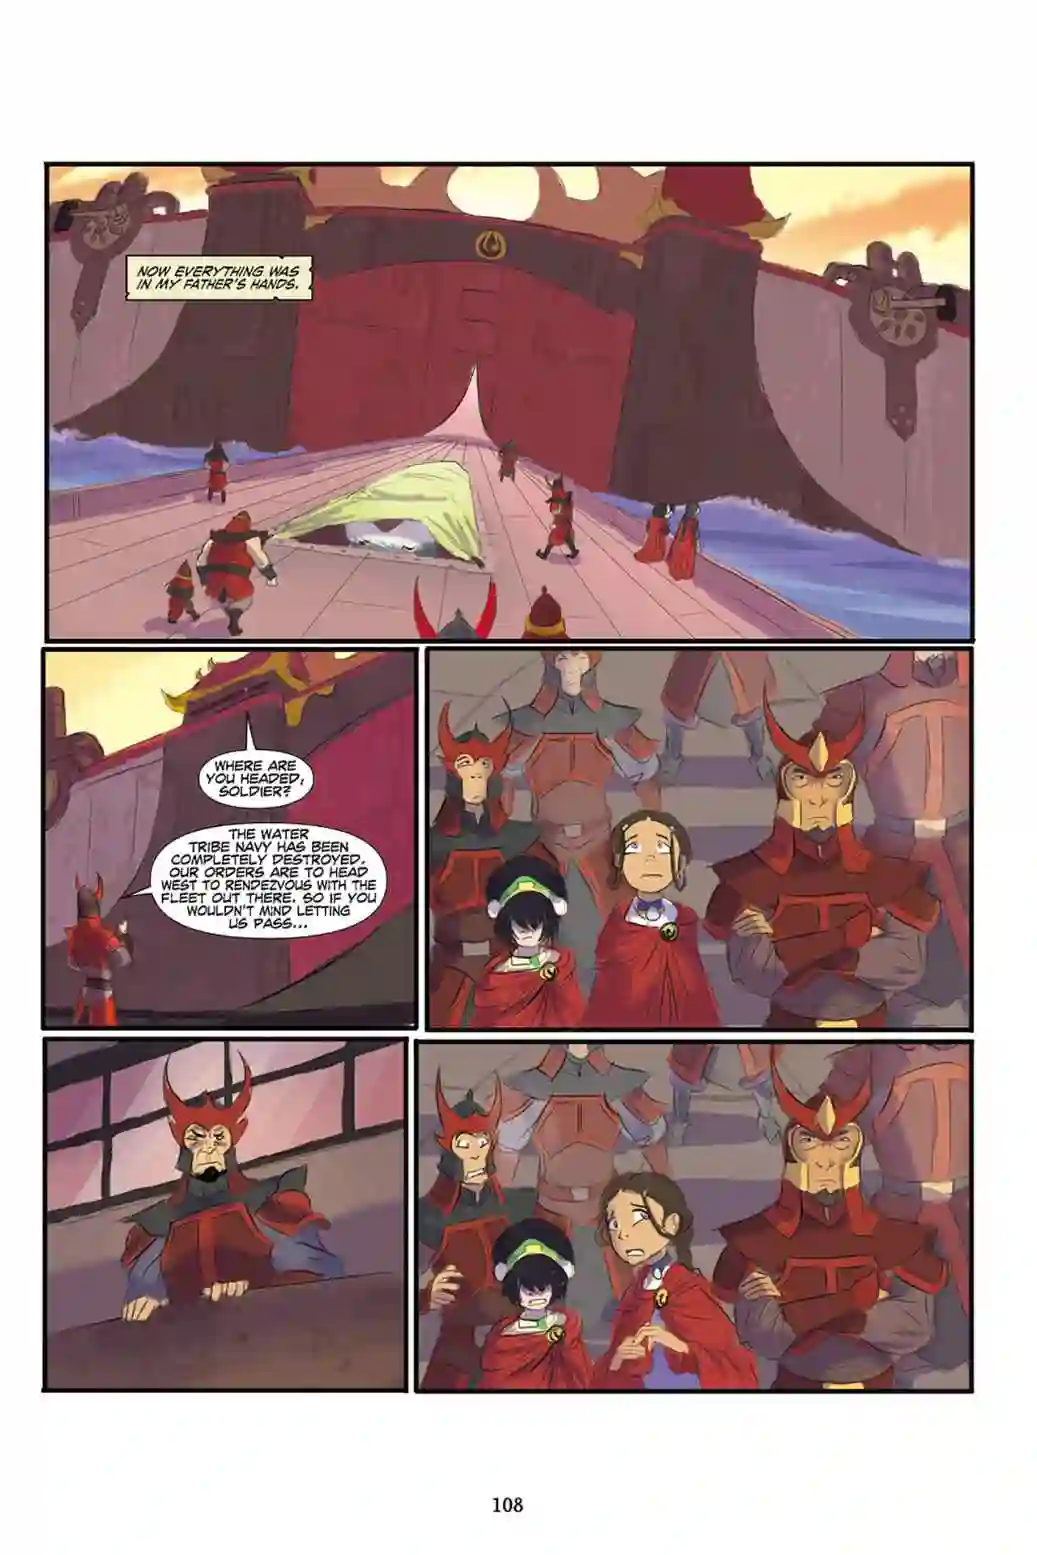 NOW EVERYTHING WAS
IN MY FATHER'S HANDS.
WHERE ARE
YOU HEADED,
SOLDIER?
THE WATER
TRIBE NAVY HAS BEEN
COMPLETELY DESTROYED.
OUR ORDERS ARE TO HEAD
WEST TO RENDEZVOUS WITH THE
FLEET OUT THERE. SO IF YOU
WOULDN'T MIND LETTING
US PASS...
108